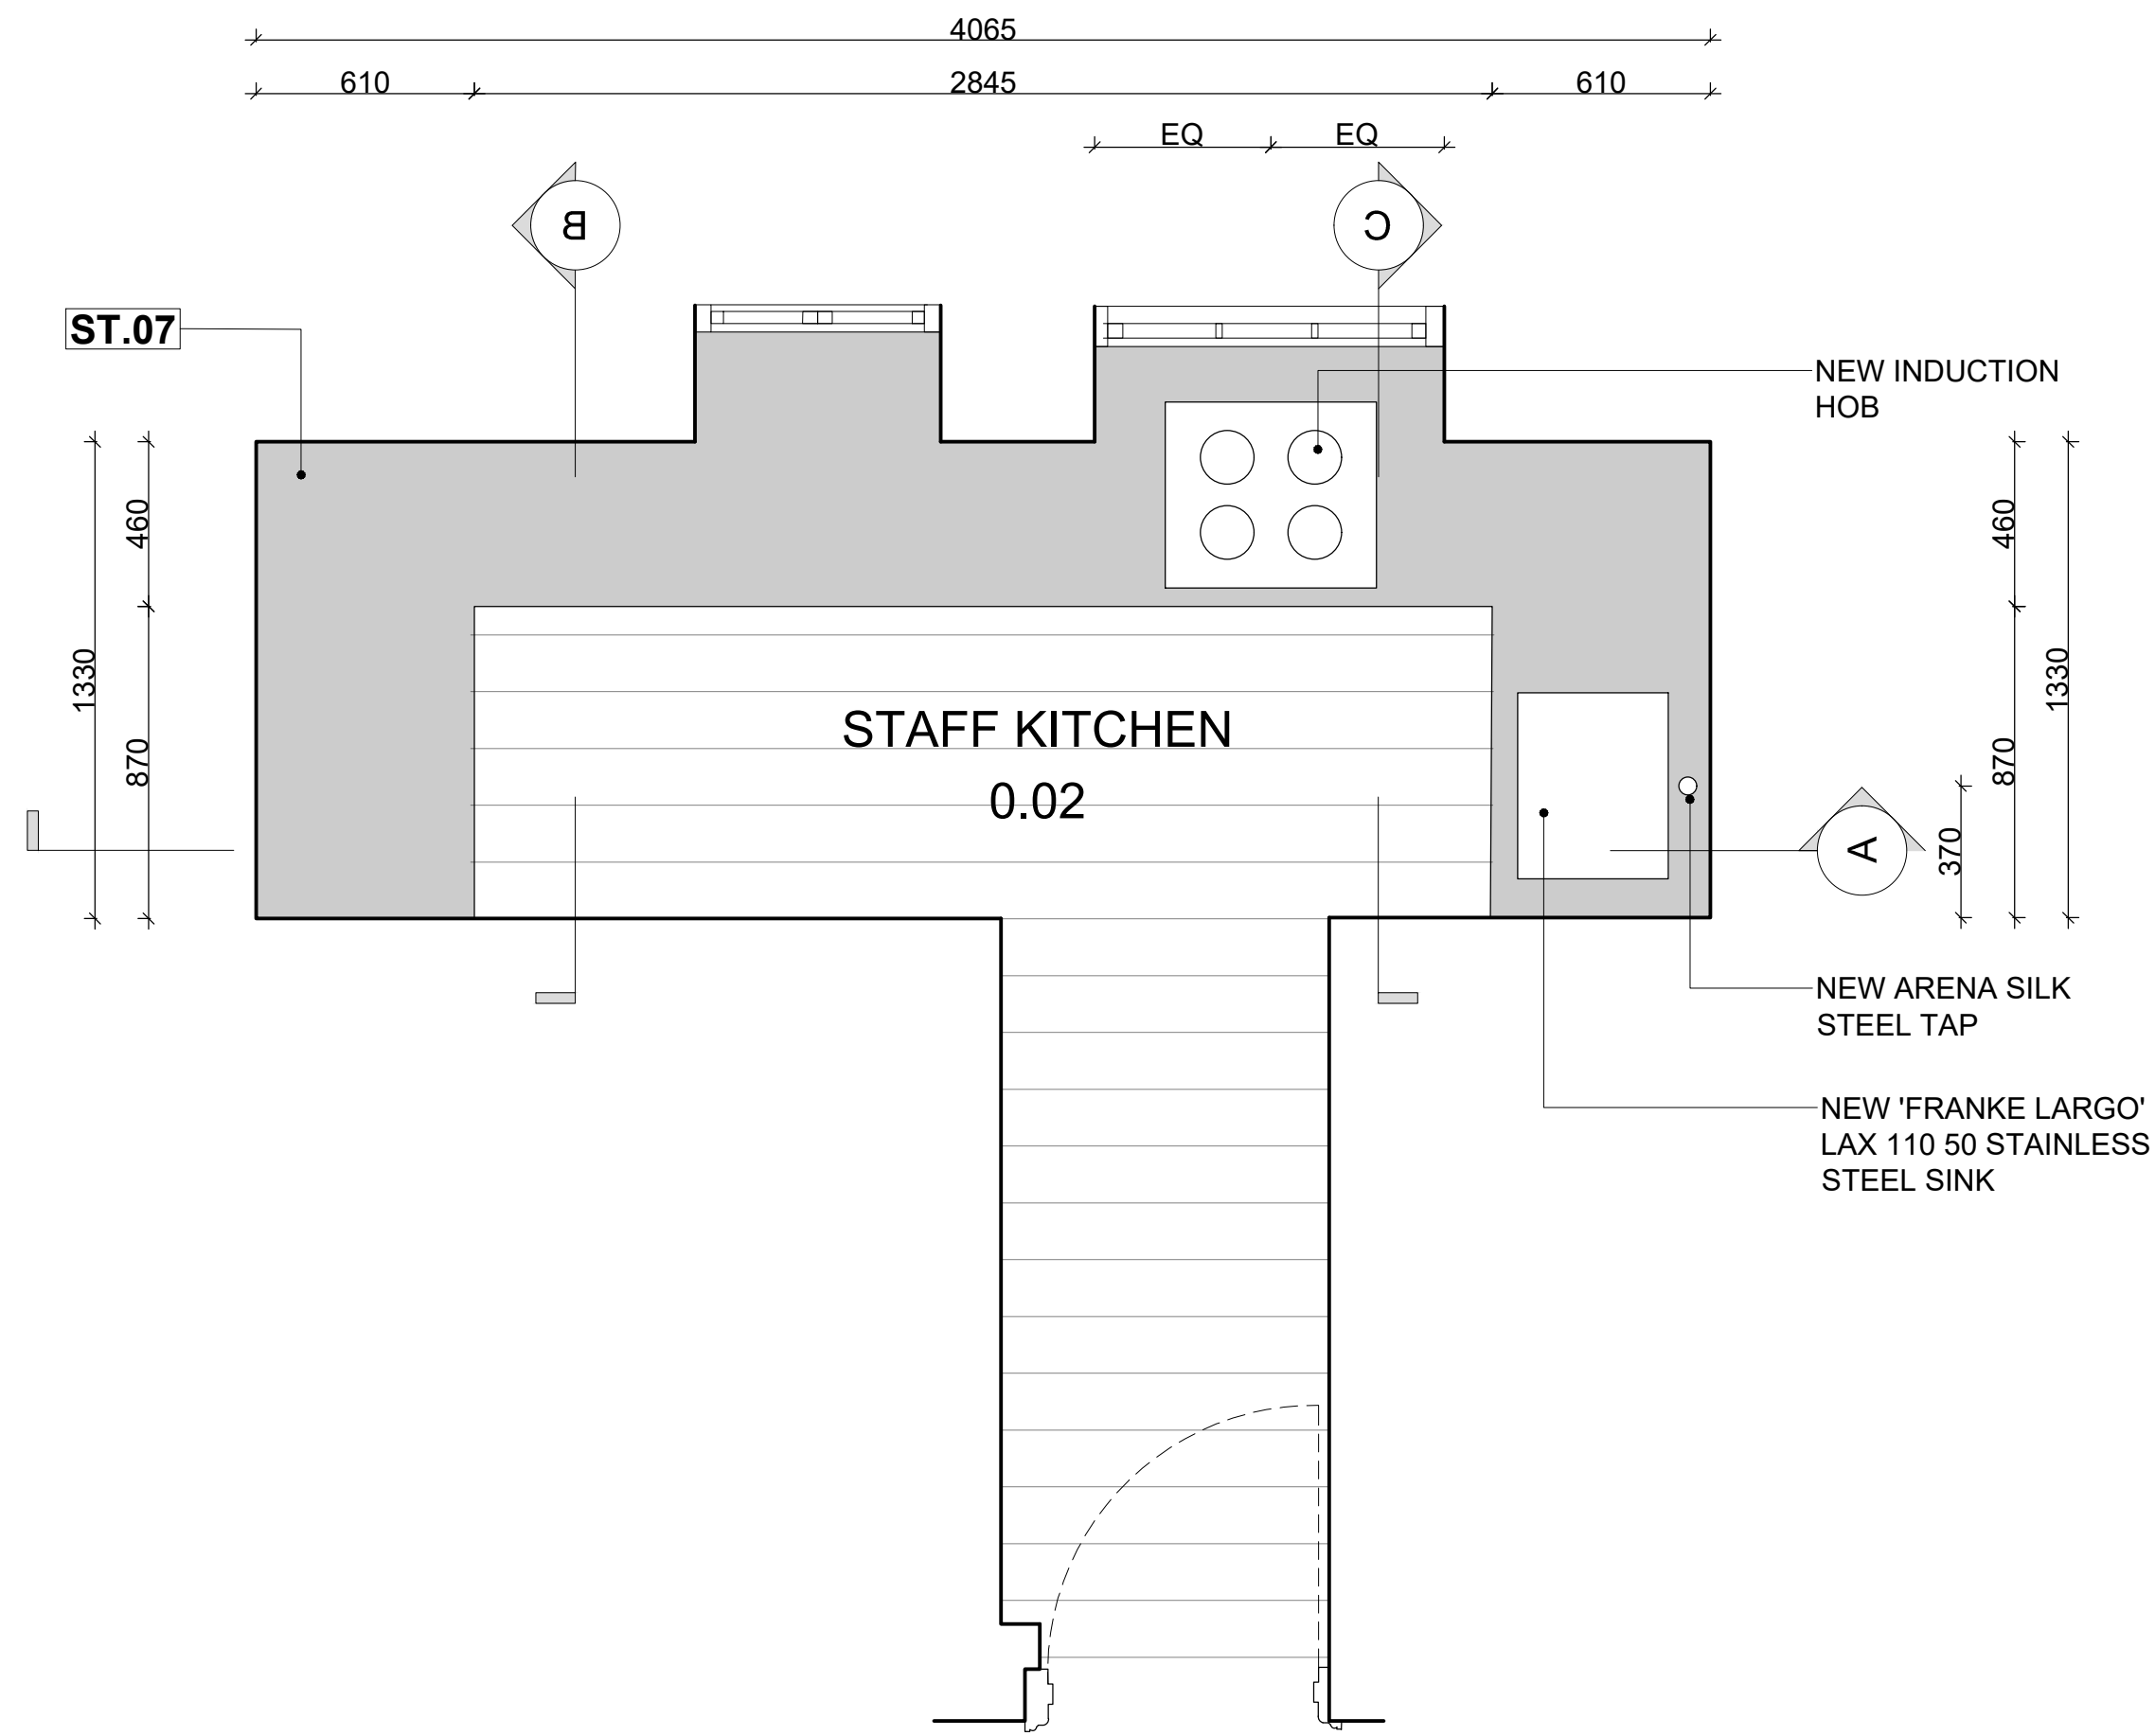 4065
610
2845
610
EQ
EQ
B
C
ST.07
NEW INDUCTION
HOB
460
460
1330
1330
STAFF KITCHEN
870
870
0.02
370
A
NEW ARENA SILK
STEEL TAP
NEW 'FRANKE LARGO'
LAX 110 50 STAINLESS
STEEL SINK